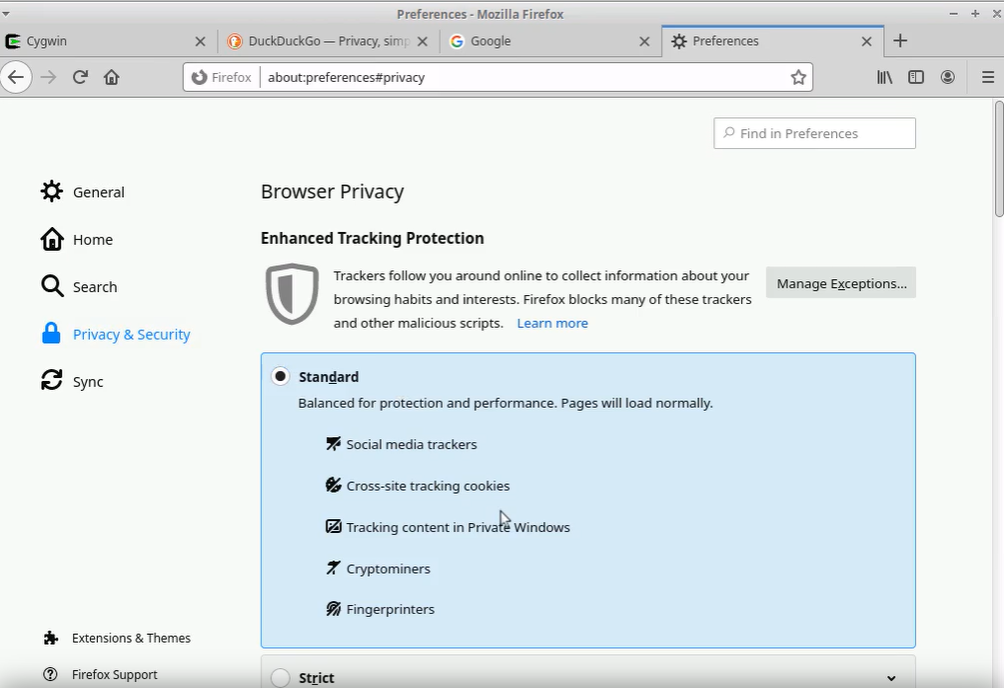 Preferences - Mozilla Firefox
Cygwin
DuckDuckGo — Privacy, simp
Google
Preferences
Firefox
about:preferences#privacy
Find in Preferences
General
Home
Search
Privacy & Security
Sync
Extensions & Themes
Firefox Support
Browser Privacy
Enhanced Tracking Protection
Trackers follow you around online to collect information about your
browsing habits and interests. Firefox blocks many of these trackers
and other malicious scripts. Learn more
Manage Exceptions...
Standard
Balanced for protection and performance. Pages will load normally.
Social media trackers
Cross-site tracking cookies
Tracking content in Private Windows
Cryptominers
Fingerprinters
Strict